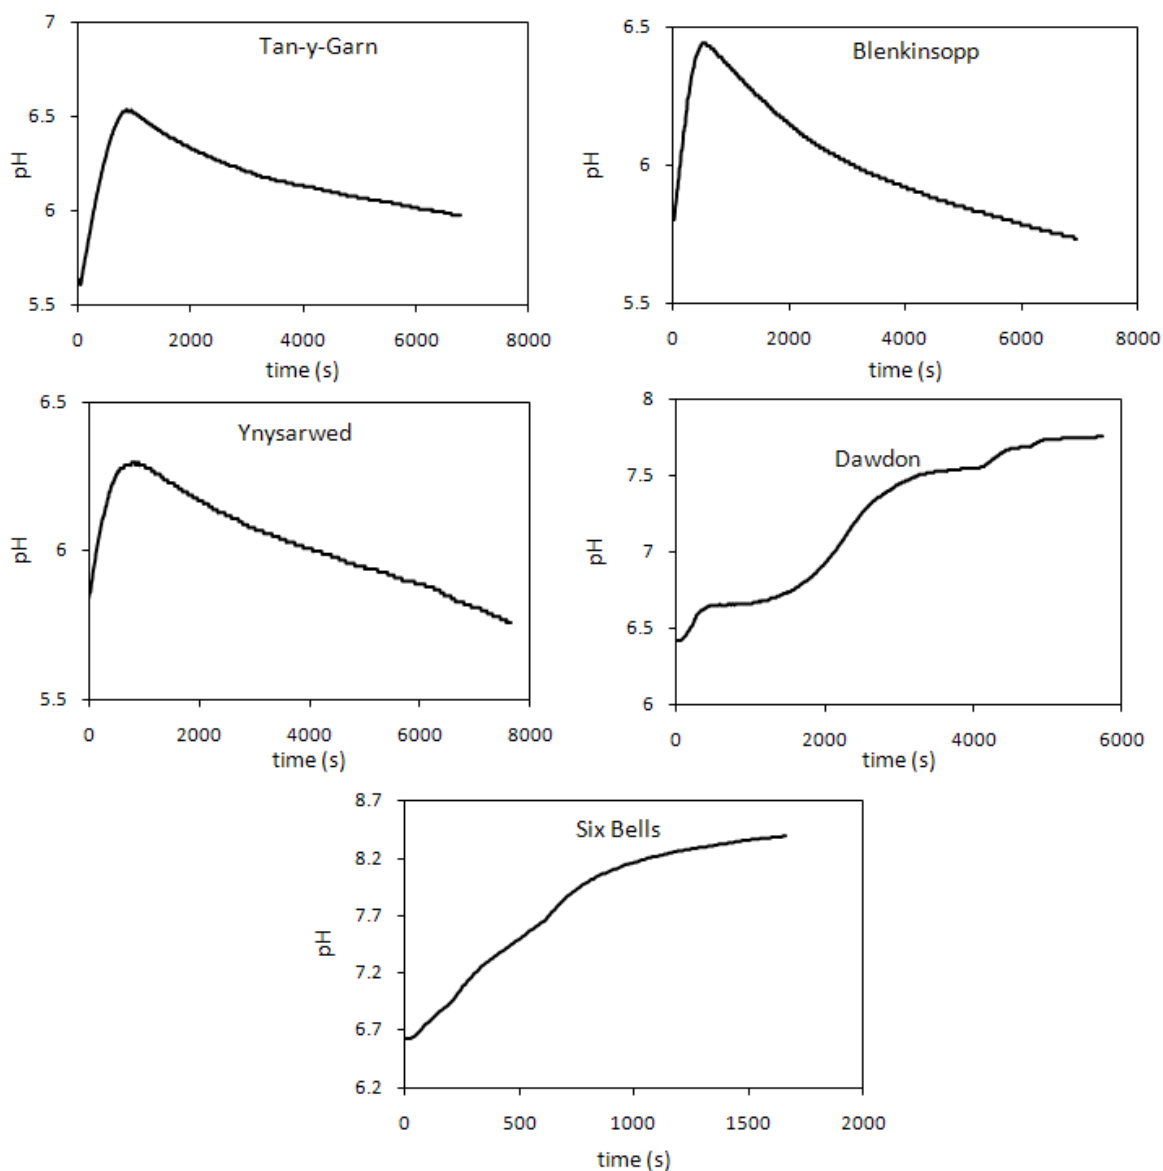 Tan-y-Garn
7
6.5
6
5.5
pH
0 2000 4000 6000 8000
time (s)
Blenkinsopp
6.5
6
5.5
pH
0 2000 4000 6000 8000
time (s)
Ynysarwed
6.5
6
5.5
pH
0 2000 4000 6000 8000
time (s)
Dawdon
8
7.5
7
6.5
6
pH
0 2000 4000 6000
time (s)
Six Bells
8.7
8.2
7.7
7.2
6.7
6.2
pH
0 500 1000 1500 2000
time (s)